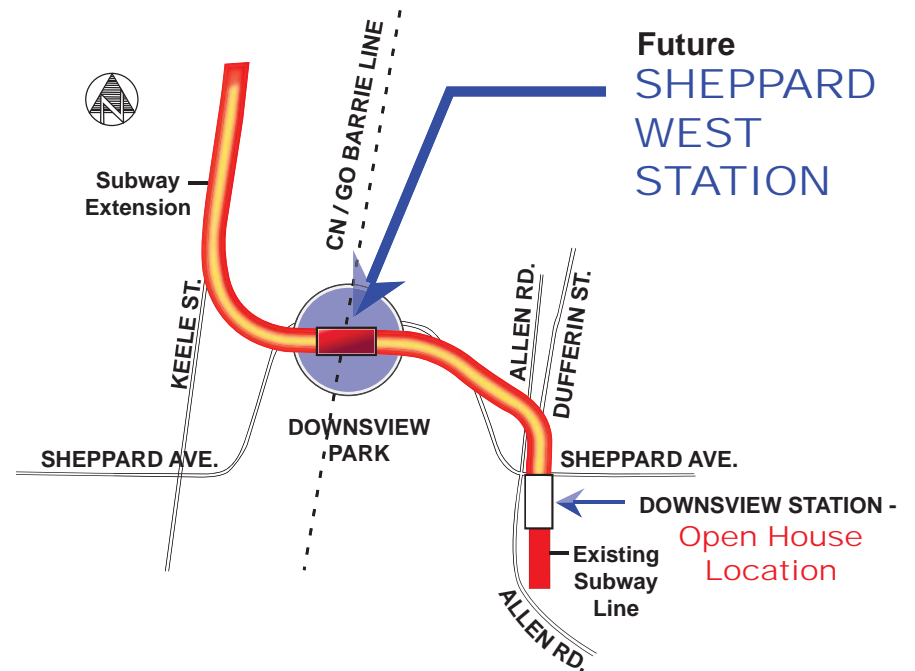 Future
SHEPPARD
WEST
STATION
N
CN / GO BARRIE LINE
Subway
Extension
KEELE ST.
ALLEN RD.
DUFFERIN ST.
DOWNSVIEW
PARK
SHEPPARD AVE.
SHEPPARD AVE.
DOWNSVIEW STATION -
Open House
Location
Existing
Subway
Line
ALLEN RD.